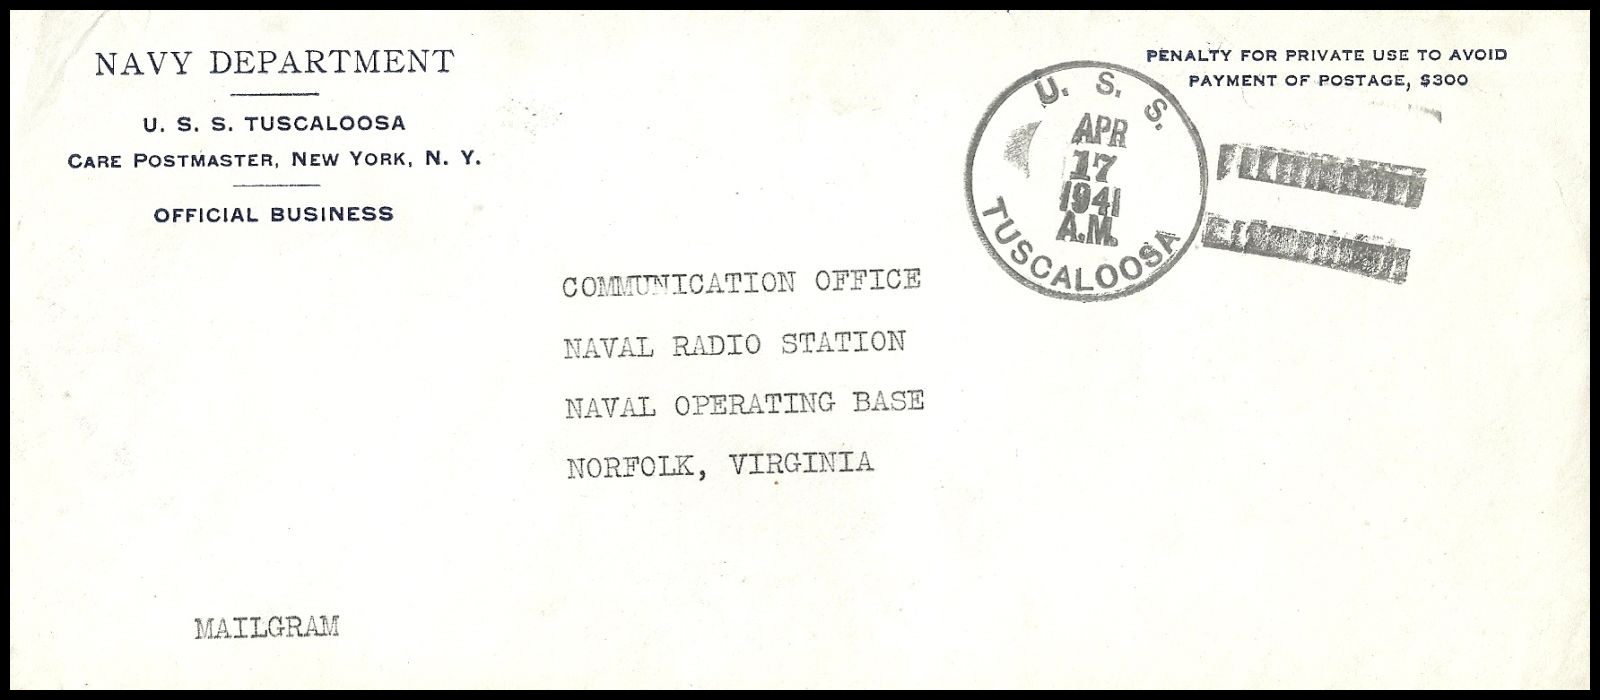 NAVY DEPARTMENT
U. S. S. TUSCALOOSA
CARE POSTMASTER, NEW YORK, N. Y.
OFFICIAL BUSINESS
PENALTY FOR PRIVATE USE TO AVOID
PAYMENT OF POSTAGE, $300
U. S. S.
APR
17
1941
A.M.
TUSCALOOSA
COMMUNICATION OFFICE
NAVAL RADIO STATION
NAVAL OPERATING BASE
NORFOLK, VIRGINIA
MAILGRAM